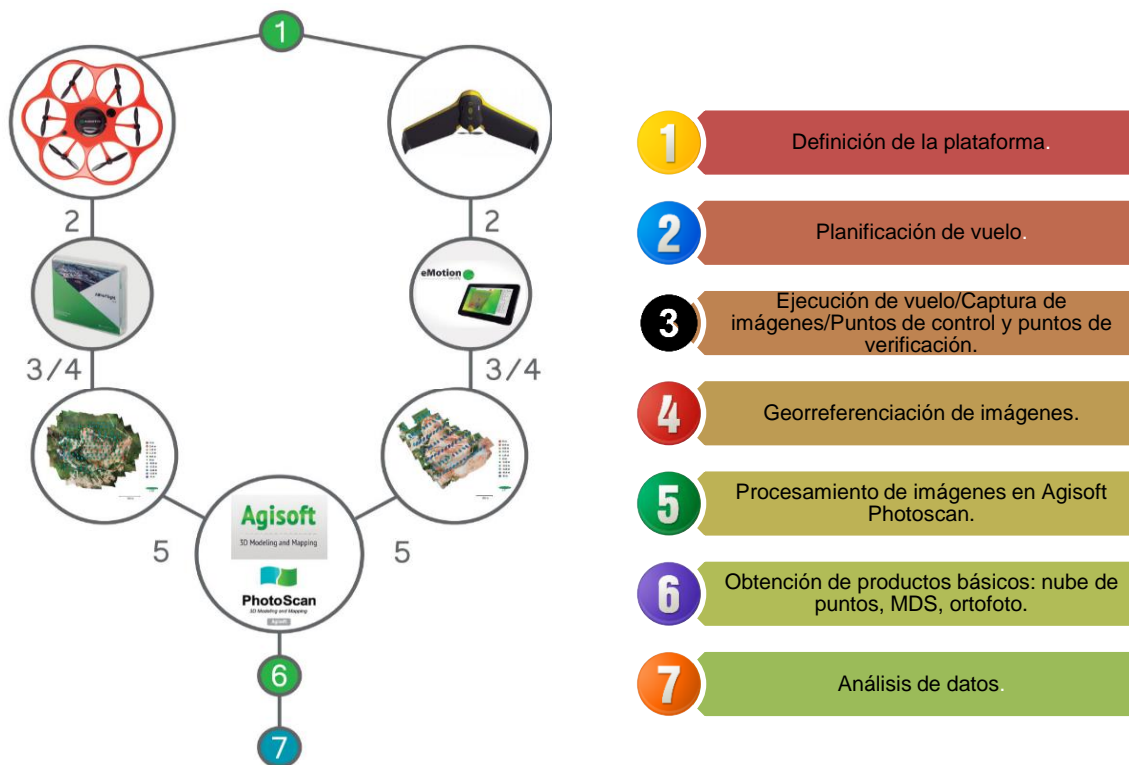 1
2
2
eMotion
3/4
3/4
Agisoft
3D Modeling and Mapping
5
5
PhotoScan
3D Modeling and Mapping
Agisoft
6
7
1
Definición de la plataforma.
2
Planificación de vuelo.
3
Ejecución de vuelo/Captura de
imágenes/Puntos de control y puntos de
verificación.
4
Georreferenciación de imágenes.
5
Procesamiento de imágenes en Agisoft
Photoscan.
6
Obtención de productos básicos: nube de
puntos, MDS, ortofoto.
7
Análisis de datos.